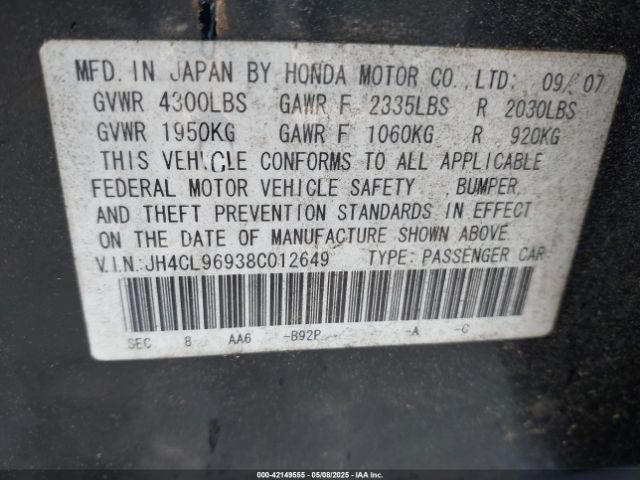 MFD. IN JAPAN BY HONDA MOTOR CO., LTD. 09/07
GVWR 4300LBS GAWR F 2335LBS R 2030LBS
GVWR 1950KG GAWR F 1060KG R 920KG
THIS VEHICLE CONFORMS TO ALL APPLICABLE
FEDERAL MOTOR VEHICLE SAFETY, BUMPER,
AND THEFT PREVENTION STANDARDS IN EFFECT
ON THE DATE OF MANUFACTURE SHOWN ABOVE.
V.I.N.: JH4CL96938C012649 TYPE: PASSENGER CAR
SEC 8 AA6 -B92P -A -C
000-42149555 - 05/08/2025 - IAA Inc.